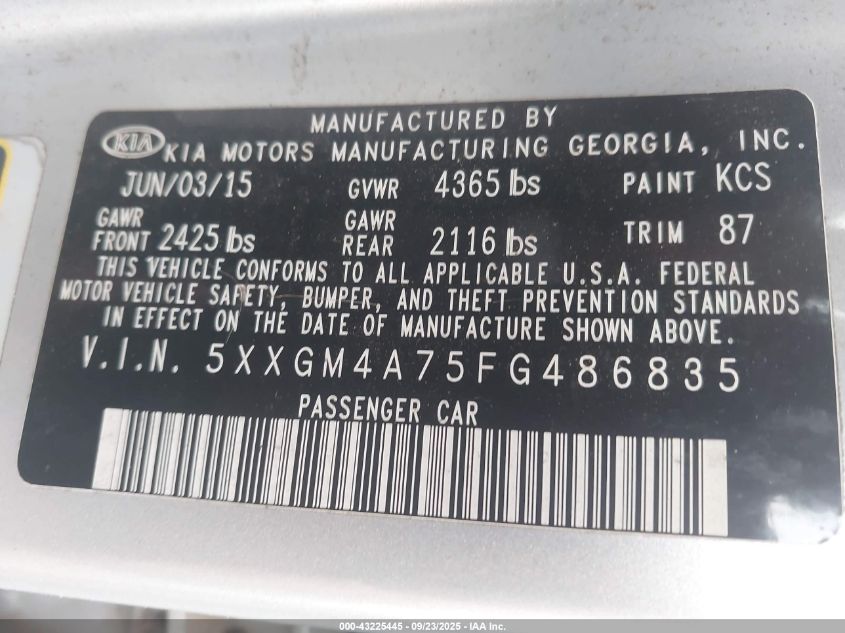 MANUFACTURED BY
KIA KIA MOTORS MANUFACTURING GEORGIA, INC.
JUN/03/15 GVWR 4365 lbs PAINT KCS
GAWR FRONT 2425 lbs GAWR REAR 2116 lbs TRIM 87
THIS VEHICLE CONFORMS TO ALL APPLICABLE U.S.A. FEDERAL
MOTOR VEHICLE SAFETY, BUMPER, AND THEFT PREVENTION STANDARDS
IN EFFECT ON THE DATE OF MANUFACTURE SHOWN ABOVE.
V.I.N. 5XXGM4A75FG486835
PASSENGER CAR
000-43225445 - 09/23/2025 - IAA Inc.